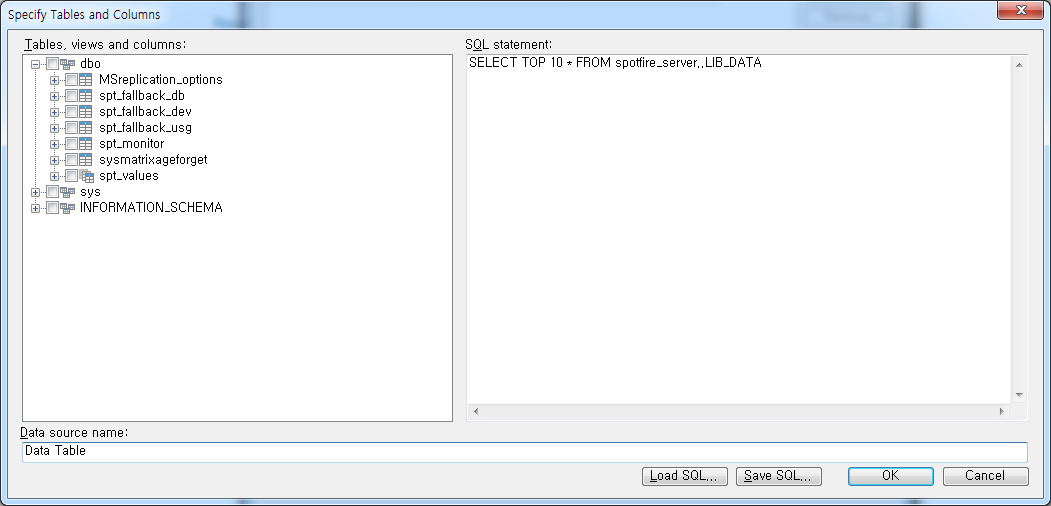 Specify Tables and Columns
Tables, views and columns:
dbo
MSreplication_options
spt_fallback_db
spt_fallback_dev
spt_fallback_usg
spt_monitor
sysmatrixageforget
spt_values
sys
INFORMATION_SCHEMA
SQL statement:
SELECT TOP 10 * FROM spotfire_server..LIB_DATA
Data source name:
Data Table
Load SQL...
Save SQL...
OK
Cancel